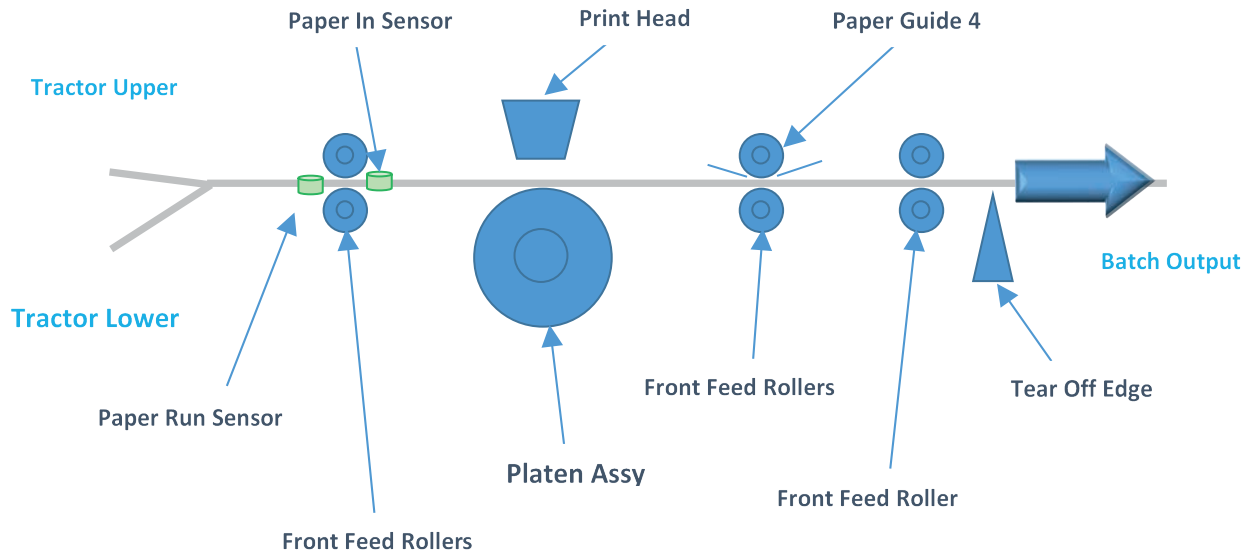 Paper In Sensor
Print Head
Paper Guide 4
Tractor Upper
Batch Output
Tractor Lower
Front Feed Rollers
Tear Off Edge
Paper Run Sensor
Platen Assy
Front Feed Roller
Front Feed Rollers